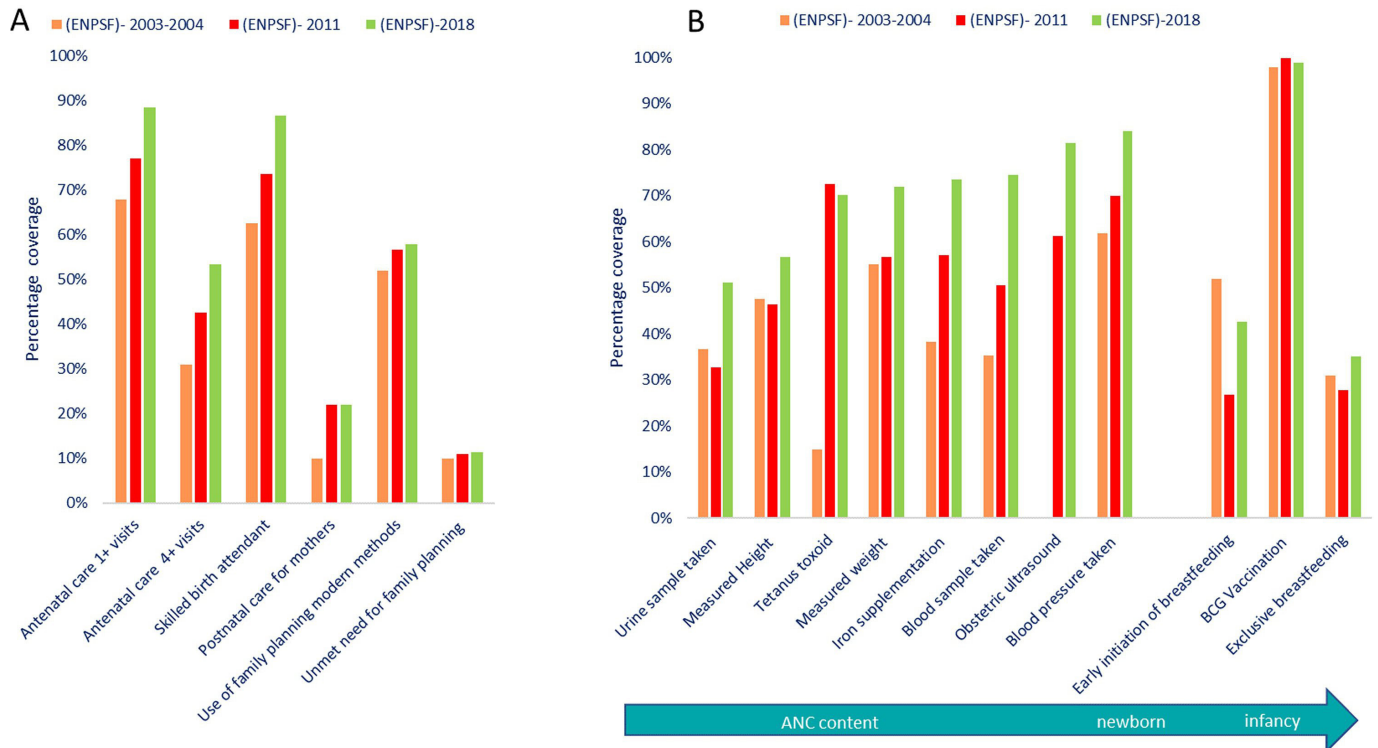 A
(ENPSF)- 2003-2004 (ENPSF)- 2011 (ENPSF)-2018
Percentage coverage
100%
90%
80%
70%
60%
50%
40%
30%
20%
10%
0%
Antenatal care 1+ visits
Antenatal care 4+ visits
Skilled birth attendant
Postnatal care for mothers
Use of family planning modern methods
Unmet need for family planning
B
(ENPSF)- 2003-2004 (ENPSF)- 2011 (ENPSF)-2018
Percentage coverage
100%
90%
80%
70%
60%
50%
40%
30%
20%
10%
0%
Urine sample taken
Measured Height
Tetanus toxoid
Measured weight
Iron supplementation
Blood sample taken
Obstetric ultrasound
Blood pressure taken
Early initiation of breastfeeding
BCG Vaccination
Exclusive breastfeeding
ANC content newborn infancy